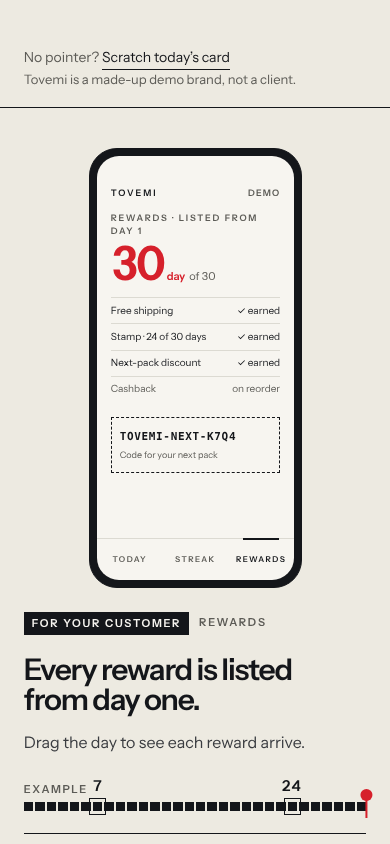 No pointer? Scratch today's card
Tovemi is a made-up demo brand, not a client.
TOVEMI DEMO
REWARDS · LISTED FROM
DAY 1
30 day of 30
Free shipping ✓ earned
Stamp · 24 of 30 days ✓ earned
Next-pack discount ✓ earned
Cashback on reorder
TOVEMI-NEXT-K7Q4
Code for your next pack
TODAY STREAK REWARDS
FOR YOUR CUSTOMER REWARDS
Every reward is listed
from day one.
Drag the day to see each reward arrive.
EXAMPLE 7 24